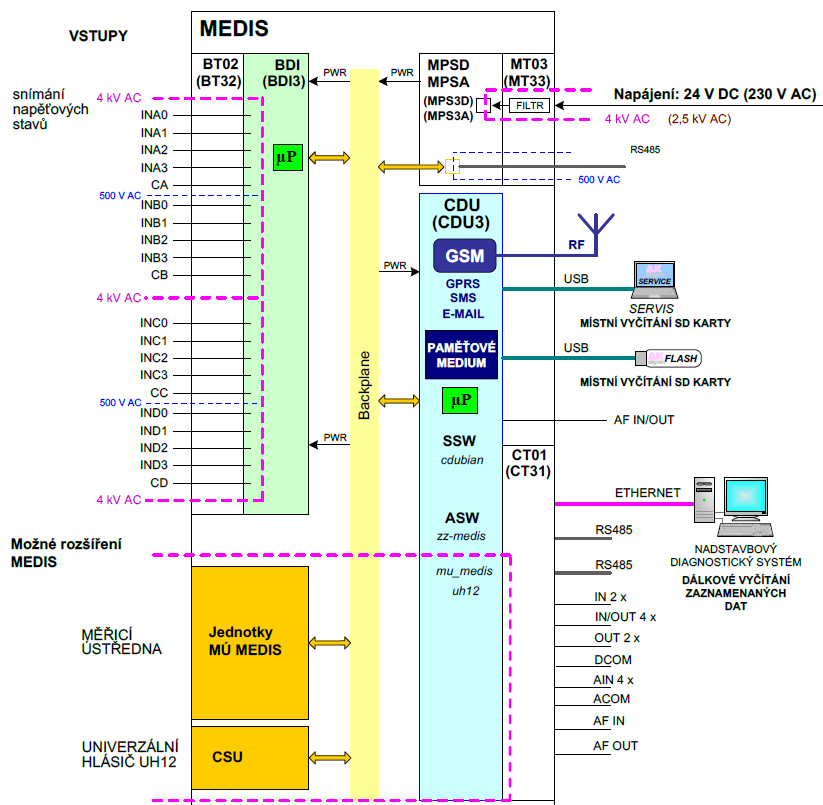 VSTUPY
MEDIS
snímání
napěťových
stavů
BT02
(BT32)
BDI
(BDI3)
4 kV AC
INA0
INA1
INA2
INA3
CA
500 V AC
INB0
INB1
INB2
INB3
CB
4 kV AC
INC0
INC1
INC2
INC3
CC
500 V AC
IND0
IND1
IND2
IND3
CD
4 kV AC
µP
PWR
PWR
PWR
PWR
Backplane
MPSD
MPSA
(MPS3D)
(MPS3A)
MT03
(MT33)
FILTR
Napájení: 24 V DC (230 V AC)
4 kV AC
(2,5 kV AC)
RS485
500 V AC
CDU
(CDU3)
GSM
GPRS
SMS
E-MAIL
RF
USB
AK
SERVICE
SERVIS
MÍSTNÍ VYČÍTÁNÍ SD KARTY
PAMĚŤOVÉ
MEDIUM
USB
AK FLASH
MÍSTNÍ VYČÍTÁNÍ SD KARTY
µP
AF IN/OUT
SSW
cdubian
CT01
(CT31)
ASW
zz-medis
mu_medis
uh12
ETHERNET
NADSTAVBOVÝ
DIAGNOSTICKÝ SYSTÉM
DÁLKOVÉ VYČÍTÁNÍ
ZAZNAMENANÝCH
DAT
RS485
RS485
IN 2 x
IN/OUT 4 x
OUT 2 x
DCOM
AIN 4 x
ACOM
AF IN
AF OUT
Možné rozšíření
MEDIS
MĚŘICÍ
ÚSTŘEDNA
Jednotky
MÚ MEDIS
UNIVERZÁLNÍ
HLÁSIČ UH12
CSU